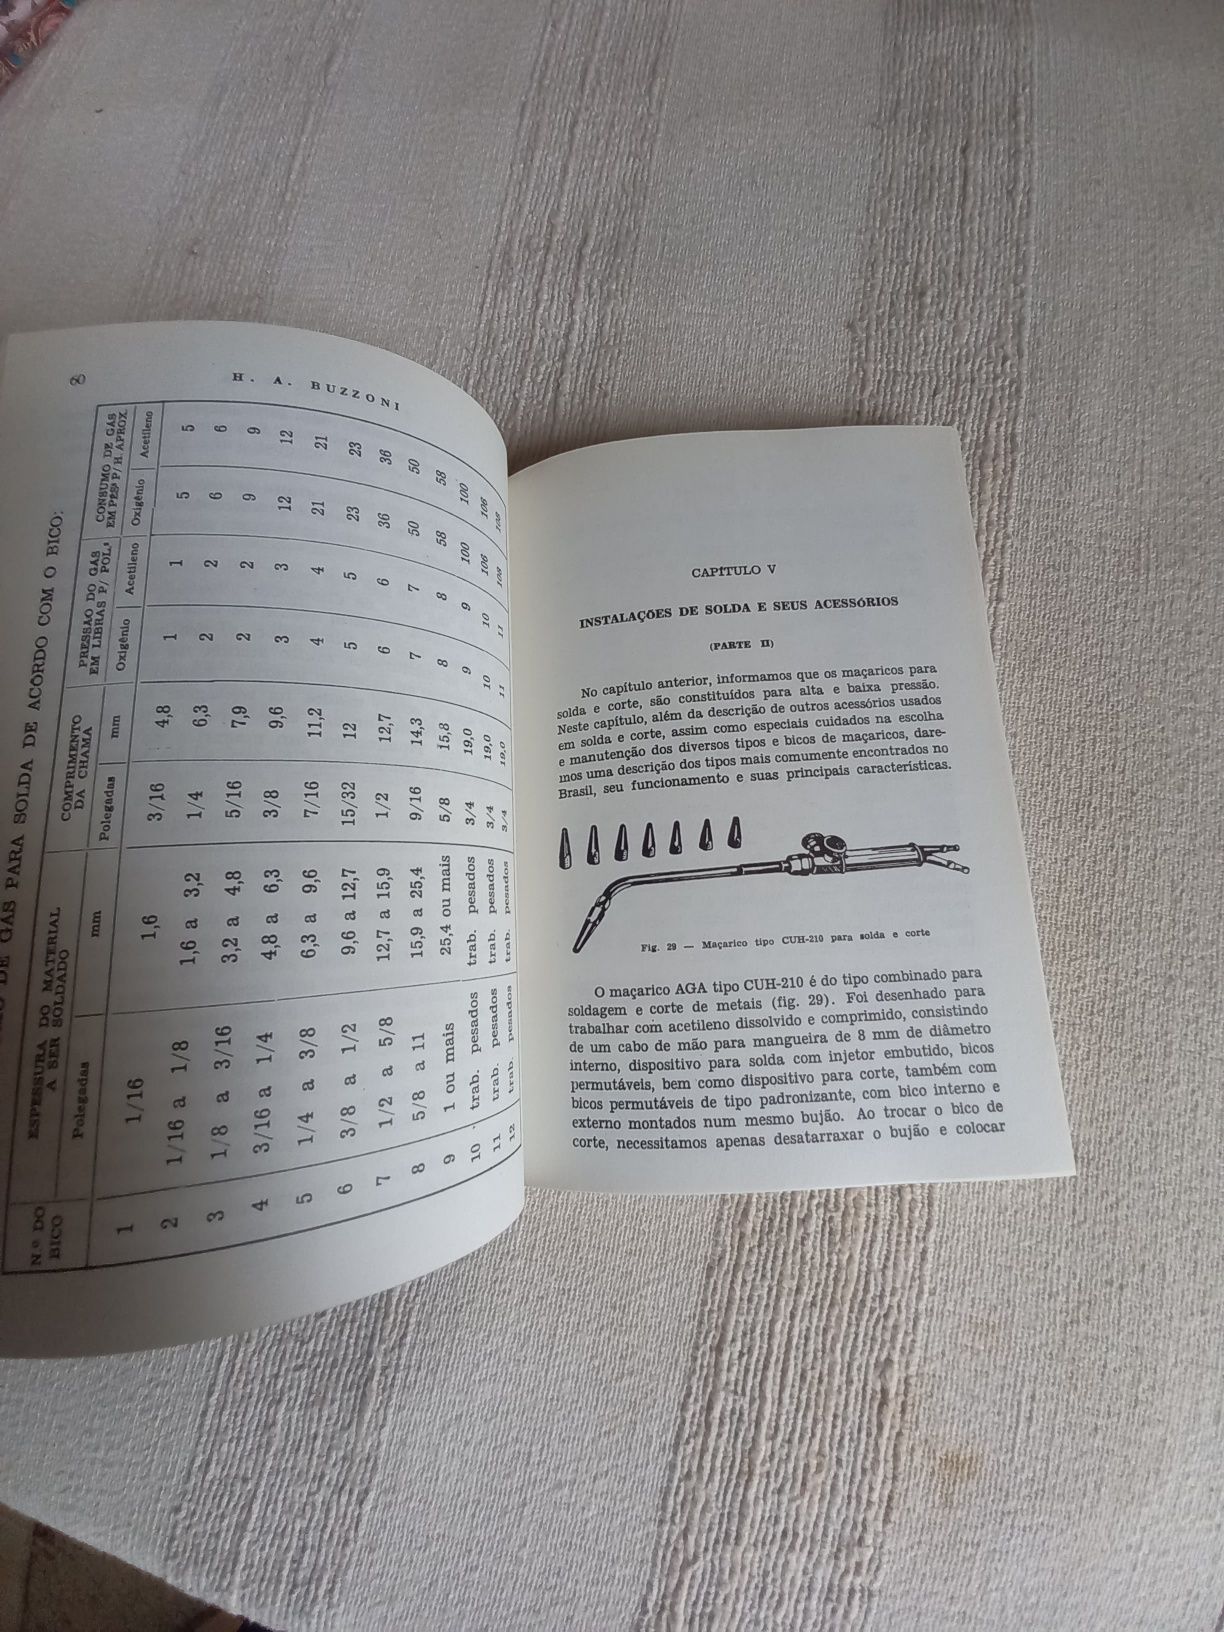 8
H. A. BUZZONI
DE GÁS PARA SOLDA DE ACÔRDO COM O BICO:
N.º DO BICO | ESPESSURA DO MATERIAL A SER SOLDADO | COMPRIMENTO DA CHAMA | PRESSÃO DO GÁS EM LIBRAS P/ POL.² | CONSUMO DE GÁS EM PÉS³ P/H. APROX
Polegadas | mm | Polegadas | mm | Oxigênio | Acetileno | Oxigênio | Acetileno
1 | 1/16 | 1,6 | 3/16 | 4,8 | 1 | 1 | 5 | 5
2 | 1/16 a 1/8 | 1,6 a 3,2 | 1/4 | 6,3 | 2 | 2 | 6 | 6
3 | 1/8 a 3/16 | 3,2 a 4,8 | 5/16 | 7,9 | 2 | 2 | 9 | 9
4 | 3/16 a 1/4 | 4,8 a 6,3 | 3/8 | 9,6 | 3 | 3 | 12 | 12
5 | 1/4 a 3/8 | 6,3 a 9,6 | 7/16 | 11,2 | 4 | 4 | 21 | 21
6 | 3/8 a 1/2 | 9,6 a 12,7 | 15/32 | 12 | 5 | 5 | 23 | 23
7 | 1/2 a 5/8 | 12,7 a 15,9 | 1/2 | 12,7 | 6 | 6 | 36 | 36
8 | 5/8 a 11 | 15,9 a 25,4 | 9/16 | 14,3 | 7 | 7 | 50 | 50
9 | 1 ou mais | 25,4 ou mais | 5/8 | 15,8 | 8 | 8 | 58 | 58
10 | trab. pesados | trab. pesados | 3/4 | 19,0 | 9 | 9 | 100 | 100
11 | trab. pesados | trab. pesados | 3/4 | 19,0 | 10 | 10 | 106 | 106
12 | trab. pesados | trab. pesados | 3/4 | 19,0 | 11 | 11 | 108 | 108
CAPÍTULO V
INSTALAÇÕES DE SOLDA E SEUS ACESSÓRIOS
(PARTE II)
No capítulo anterior, informamos que os maçaricos para
solda e corte, são constituídos para alta e baixa pressão.
Neste capítulo, além da descrição de outros acessórios usados
em solda e corte, assim como especiais cuidados na escolha
e manutenção dos diversos tipos e bicos de maçaricos, dare-
mos uma descrição dos tipos mais comumente encontrados no
Brasil, seu funcionamento e suas principais características.
Fig. 29 — Maçarico tipo CUH-210 para solda e corte
O maçarico AGA tipo CUH-210 é do tipo combinado para
soldagem e corte de metais (fig. 29). Foi desenhado para
trabalhar com acetileno dissolvido e comprimido, consistindo
de um cabo de mão para mangueira de 8 mm de diâmetro
interno, dispositivo para solda com injetor embutido, bicos
permutáveis, bem como dispositivo para corte, também com
bicos permutáveis de tipo padronizante, com bico interno e
externo montados num mesmo bujão. Ao trocar o bico de
corte, necessitamos apenas desatarraxar o bujão e colocar